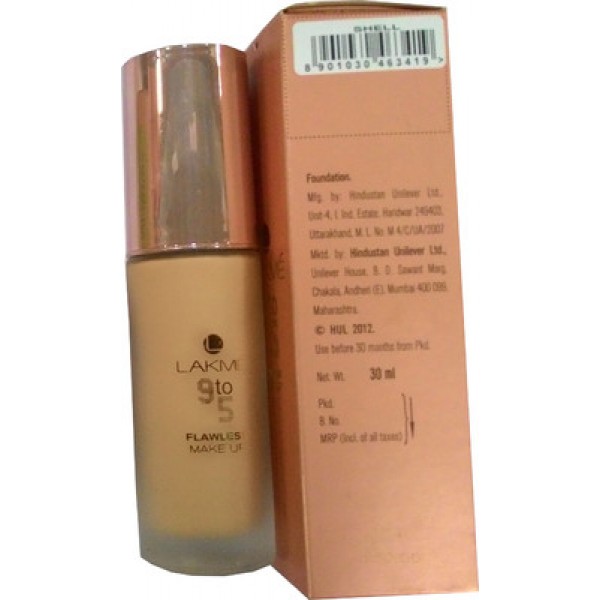 LAKM
9to5
FLAWLES
MAKE U
SHELL
8 901030 463419 >
Foundation.
Mfg. by: Hindustan Unilever Ltd.,
Unit-4, I. Ind. Estate, Haridwar 249403,
Uttarakhand, M. L. No. M 4/C/UA/2007
Mktd. by: Hindustan Unilever Ltd.,
Unilever House, B. D. Sawant Marg,
Chakala, Andheri (E), Mumbai 400 099.
Maharashtra.
© HUL 2012.
Use before 30 months from Pkd.
Net. Wt. 30 ml
Pkd.
B. No.
MRP (Incl. of all taxes)